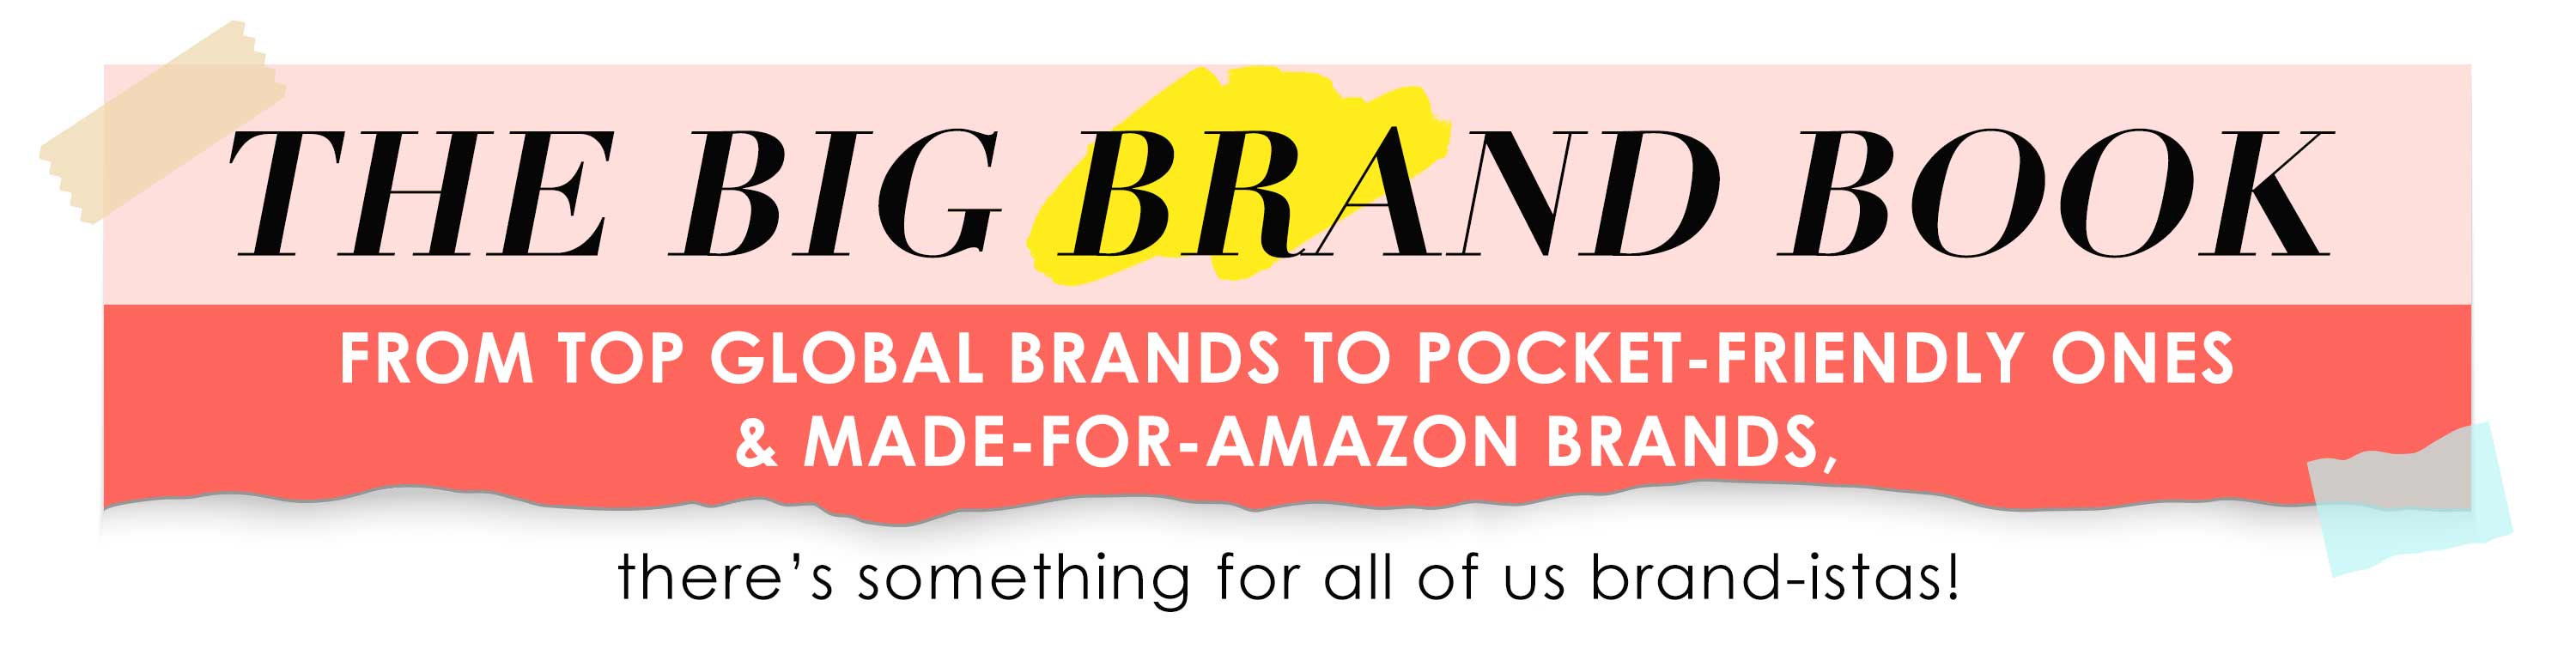 THE BIG BRAND BOOK
FROM TOP GLOBAL BRANDS TO POCKET-FRIENDLY ONES
& MADE-FOR-AMAZON BRANDS,
there’s something for all of us brand-istas!